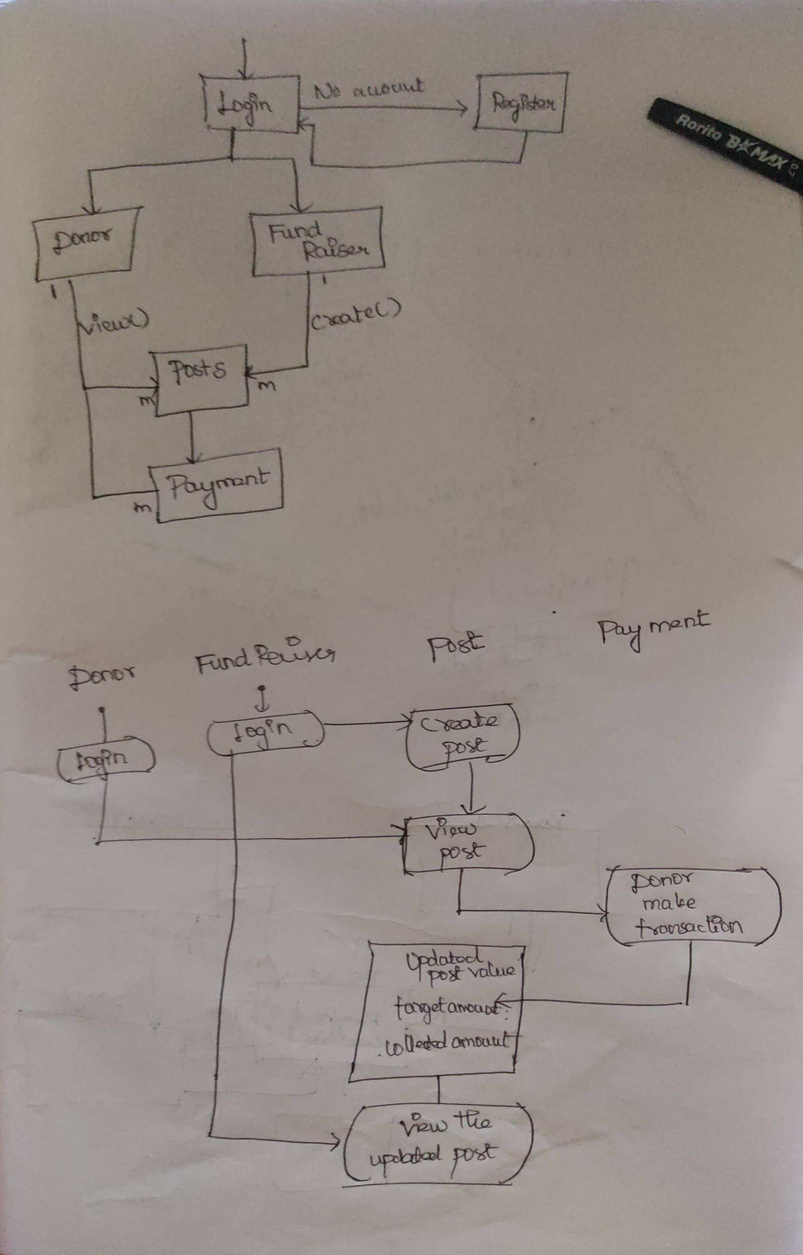 No account
Login
Register
Rorito B★MAX
Donor
Fund
Raiser
1
1
view()
create()
Posts
m
m
Payment
m
Donor
Fund Raiser
Post
Payment
Login
Login
Create
post
View
post
Donor
make
transaction
Updated
post value
target amount:
collected amount
View the
updated post